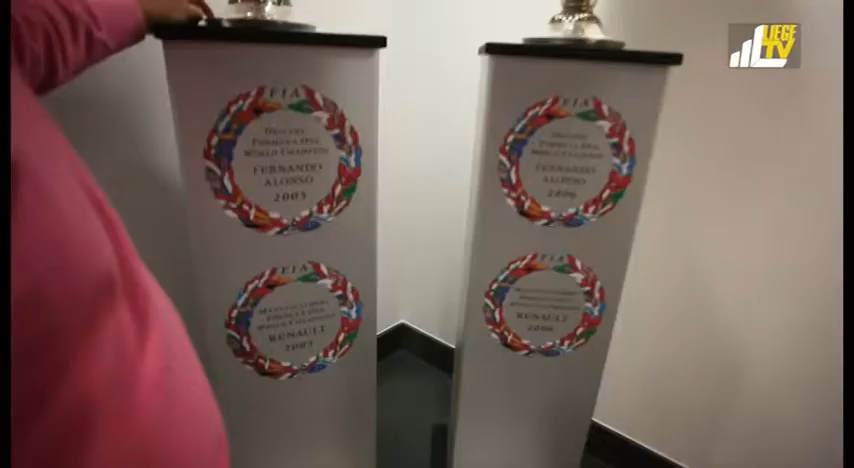 LIEGE
TV
FIA
DRIVERS
FORMULA ONE
WORLD CHAMPION
FERNANDO
ALONSO
2005
FIA
FORMULA ONE
WORLD CHAMPION
RENAULT
2005
FIA
FORMULA ONE
WORLD CHAMPION
FERNANDO
ALONSO
2006
FIA
RENAULT
2006